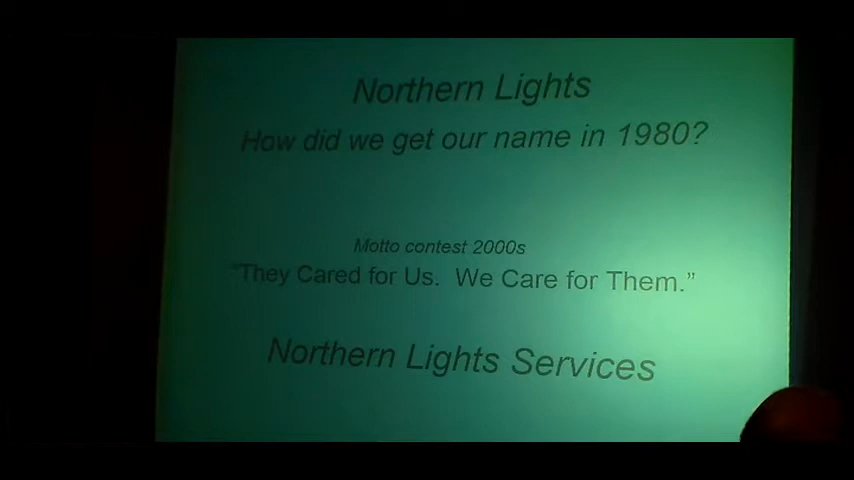 Northern Lights
How did we get our name in 1980?
Motto contest 2000s
"They Cared for Us. We Care for Them."
Northern Lights Services